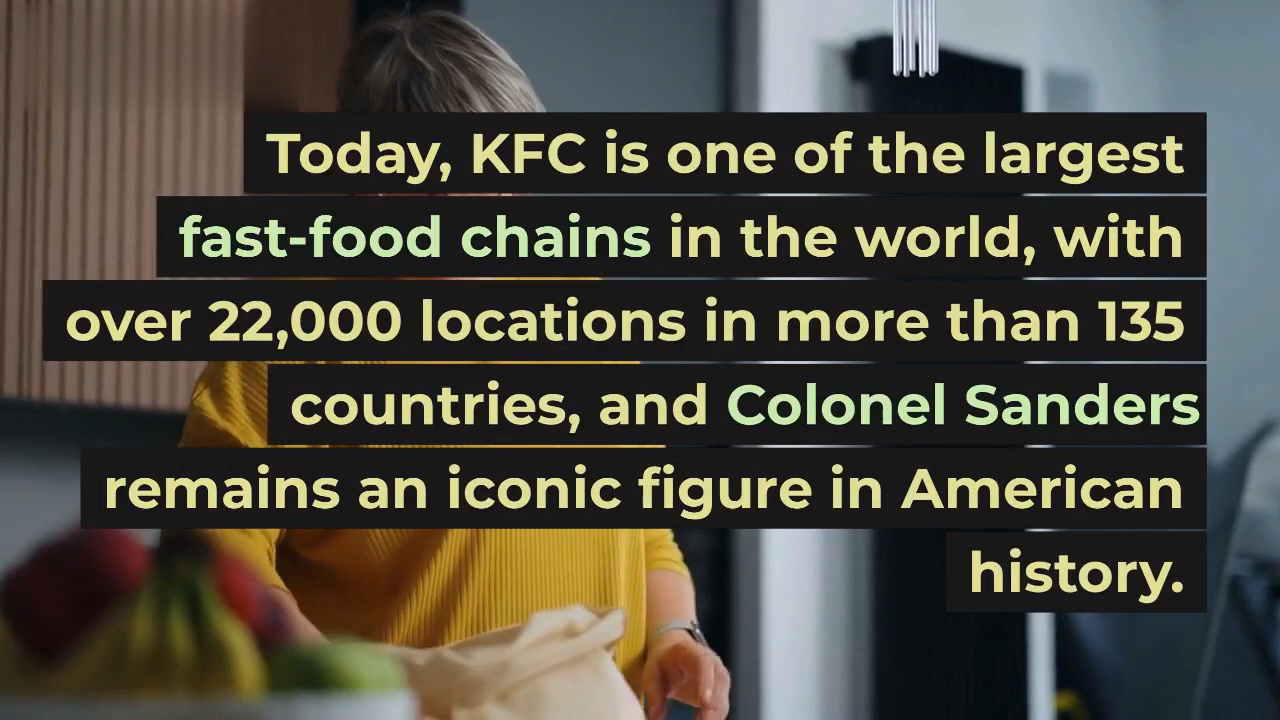 Today, KFC is one of the largest
fast-food chains in the world, with
over 22,000 locations in more than 135
countries, and Colonel Sanders
remains an iconic figure in American
history.